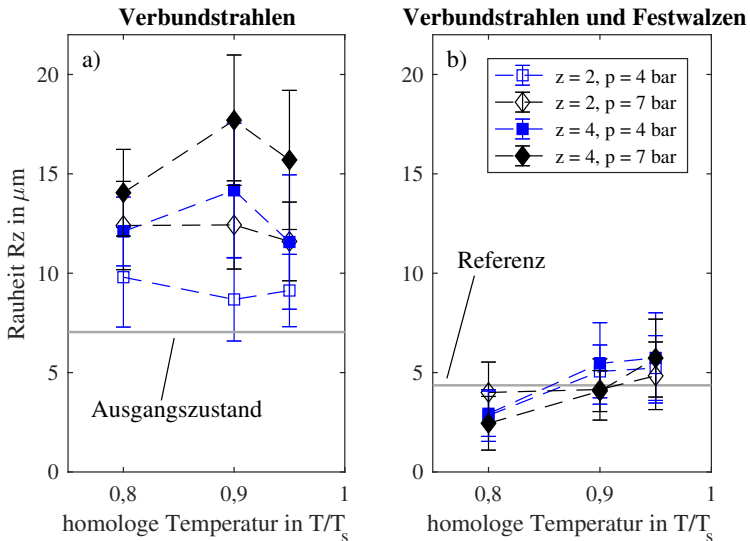 Verbundstrahlen
Verbundstrahlen und Festwalzen
a)
b)
Rauheit Rz in μm
20
15
10
5
0
0,8
0,9
1
homologe Temperatur in T/Tₛ
Ausgangszustand
20
15
10
5
0
0,8
0,9
1
homologe Temperatur in T/Tₛ
z = 2, p = 4 bar
z = 2, p = 7 bar
z = 4, p = 4 bar
z = 4, p = 7 bar
Referenz